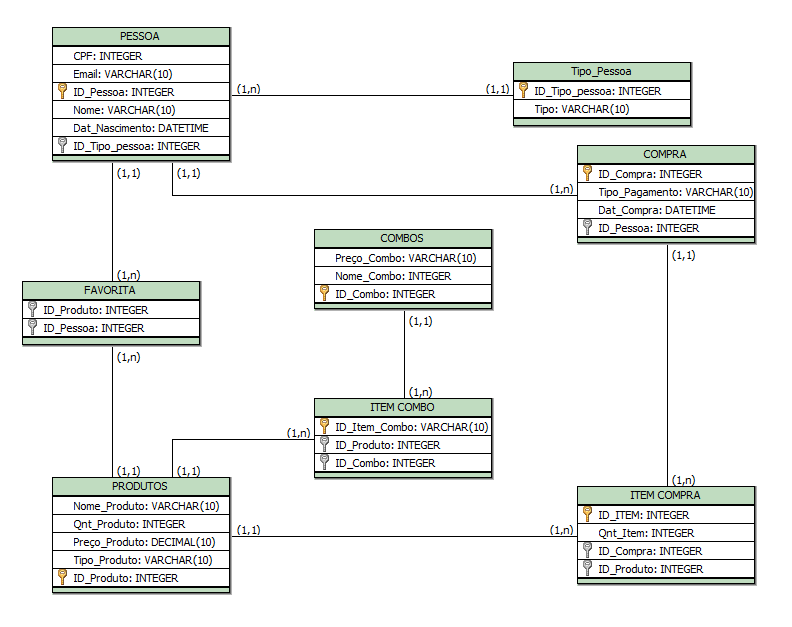 PESSOA
CPF: INTEGER
Email: VARCHAR(10)
ID_Pessoa: INTEGER
Nome: VARCHAR(10)
Dat_Nascimento: DATETIME
ID_Tipo_pessoa: INTEGER
(1,n)
(1,1)
Tipo_Pessoa
ID_Tipo_pessoa: INTEGER
Tipo: VARCHAR(10)
(1,1)
(1,1)
(1,n)
COMPRA
ID_Compra: INTEGER
Tipo_Pagamento: VARCHAR(10)
Dat_Compra: DATETIME
ID_Pessoa: INTEGER
(1,1)
COMBOS
Preço_Combo: VARCHAR(10)
Nome_Combo: INTEGER
ID_Combo: INTEGER
(1,1)
(1,n)
FAVORITA
ID_Produto: INTEGER
ID_Pessoa: INTEGER
(1,n)
(1,n)
ITEM COMBO
ID_Item_Combo: VARCHAR(10)
ID_Produto: INTEGER
ID_Combo: INTEGER
(1,n)
(1,1)
(1,1)
PRODUTOS
Nome_Produto: VARCHAR(10)
Qnt_Produto: INTEGER
Preço_Produto: DECIMAL(10)
Tipo_Produto: VARCHAR(10)
ID_Produto: INTEGER
(1,1)
(1,n)
(1,n)
ITEM COMPRA
ID_ITEM: INTEGER
Qnt_Item: INTEGER
ID_Compra: INTEGER
ID_Produto: INTEGER